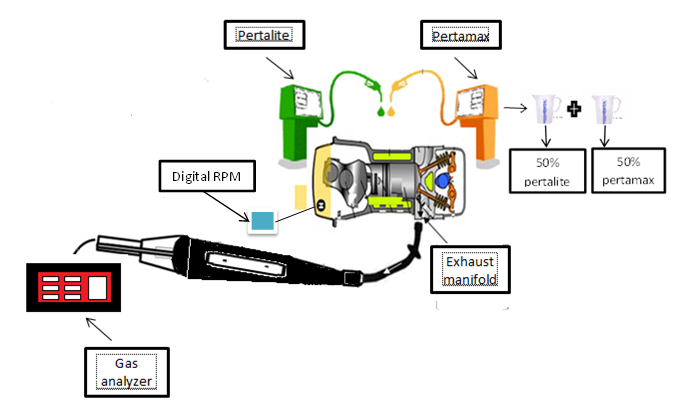 Pertalite
Pertamax
50%
pertalite
50%
pertamax
Digital RPM
Exhaust
manifold
Gas
analyzer